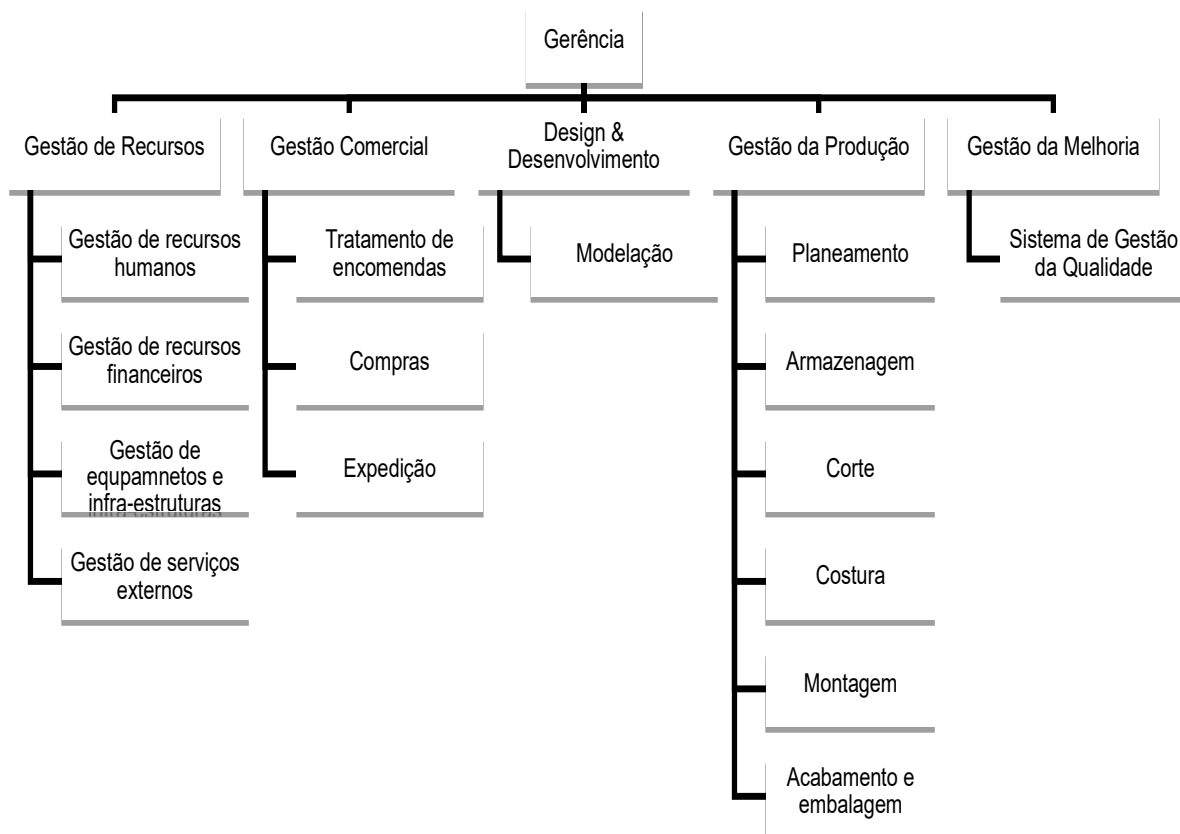 Gerência
Gestão de Recursos
Gestão Comercial
Design &
Desenvolvimento
Gestão da Produção
Gestão da Melhoria
Gestão de recursos
humanos
Gestão de recursos
financeiros
Gestão de
equpamnetos e
infra-estruturas
Gestão de serviços
externos
Tratamento de
encomendas
Compras
Expedição
Modelação
Planeamento
Armazenagem
Corte
Costura
Montagem
Acabamento e
embalagem
Sistema de Gestão
da Qualidade